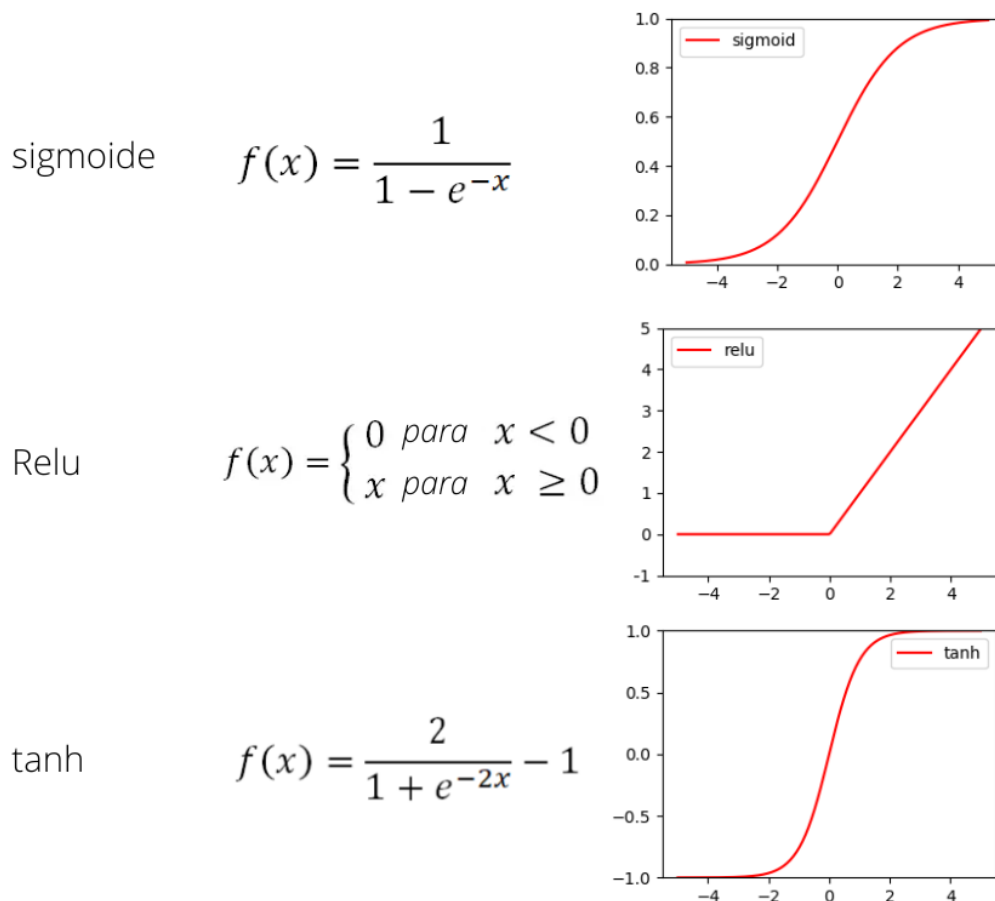 sigmoide
f(x) = 1 / (1 − e^{−x})
sigmoid
1.0
0.8
0.6
0.4
0.2
0.0
−4 −2 0 2 4
Relu
f(x) = { 0 para x < 0
x para x ≥ 0
relu
5
4
3
2
1
0
-1
−4 −2 0 2 4
tanh
f(x) = 2 / (1 + e^{−2x}) − 1
tanh
1.0
0.5
0.0
−0.5
−1.0
−4 −2 0 2 4